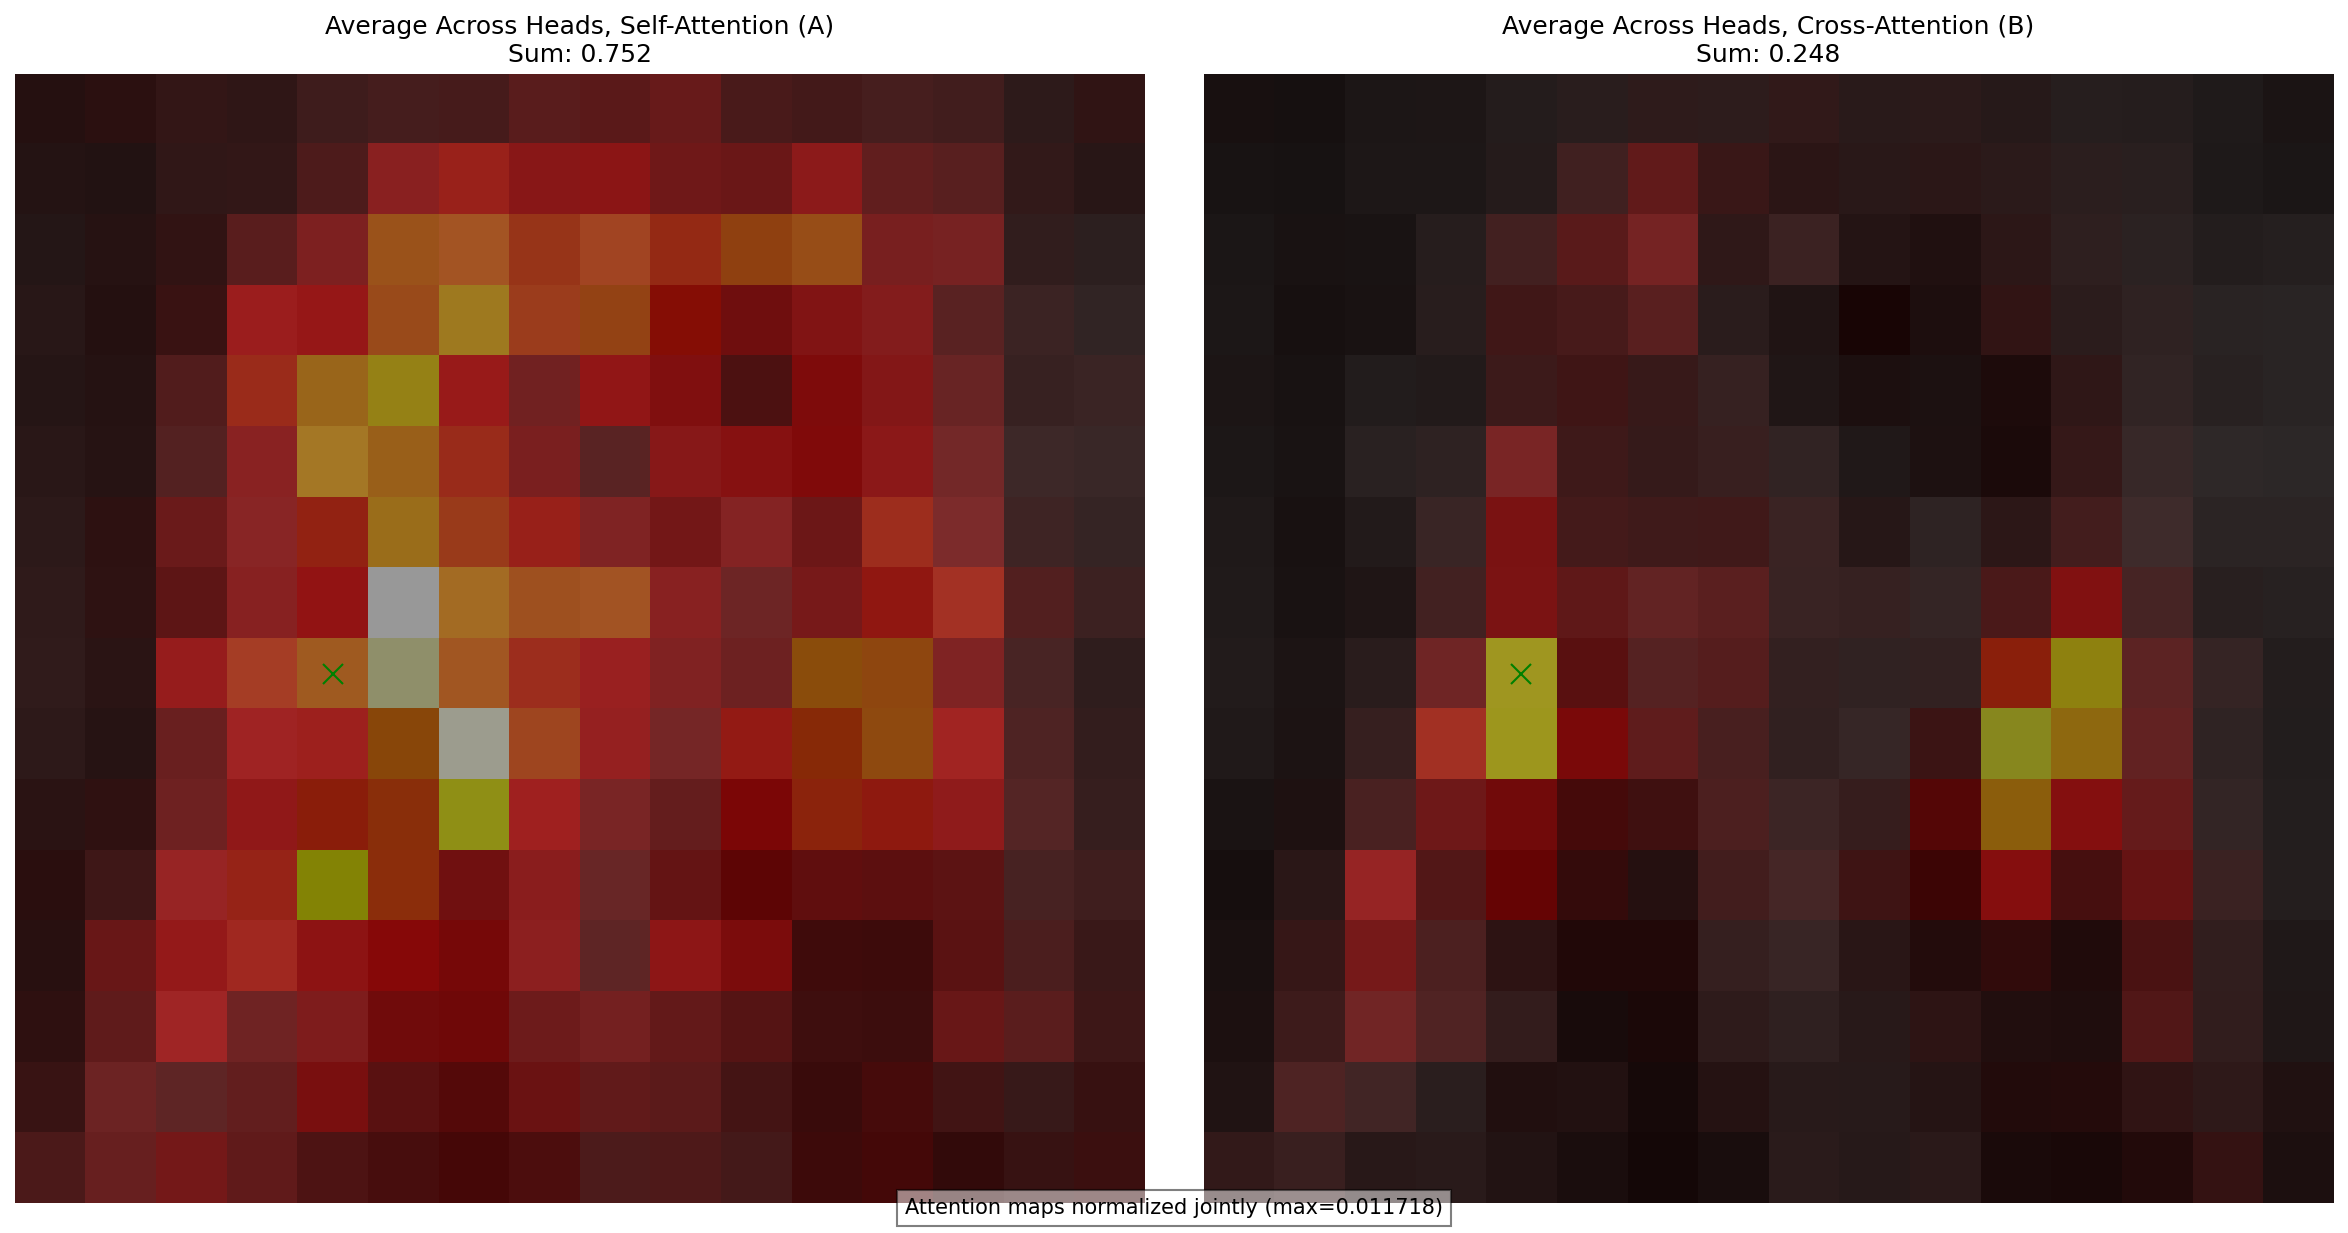 Average Across Heads, Self-Attention (A)
Sum: 0.752
Average Across Heads, Cross-Attention (B)
Sum: 0.248
Attention maps normalized jointly (max=0.011718)